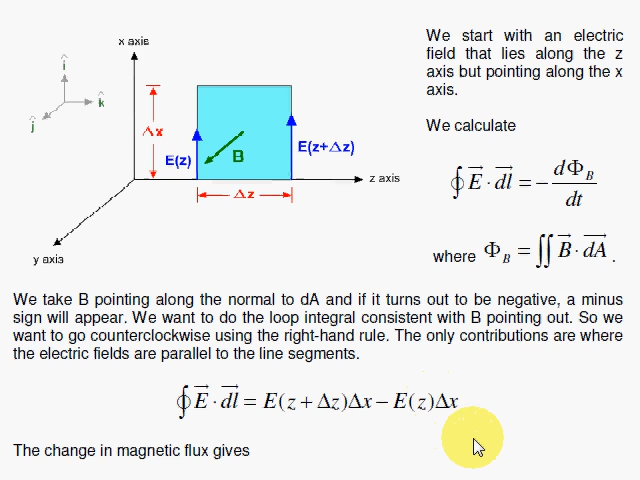 x axis
î
k̂
ĵ
Δx
E(z)
B
E(z+Δz)
Δz
z axis
y axis
We start with an electric
field that lies along the z
axis but pointing along the x
axis.
We calculate
∮ E⃗ · dl⃗ = − dΦ_B / dt
where Φ_B = ∬ B⃗ · dA⃗ .
We take B pointing along the normal to dA and if it turns out to be negative, a minus
sign will appear. We want to do the loop integral consistent with B pointing out. So we
want to go counterclockwise using the right-hand rule. The only contributions are where
the electric fields are parallel to the line segments.
∮ E⃗ · dl⃗ = E(z + Δz)Δx − E(z)Δx
The change in magnetic flux gives